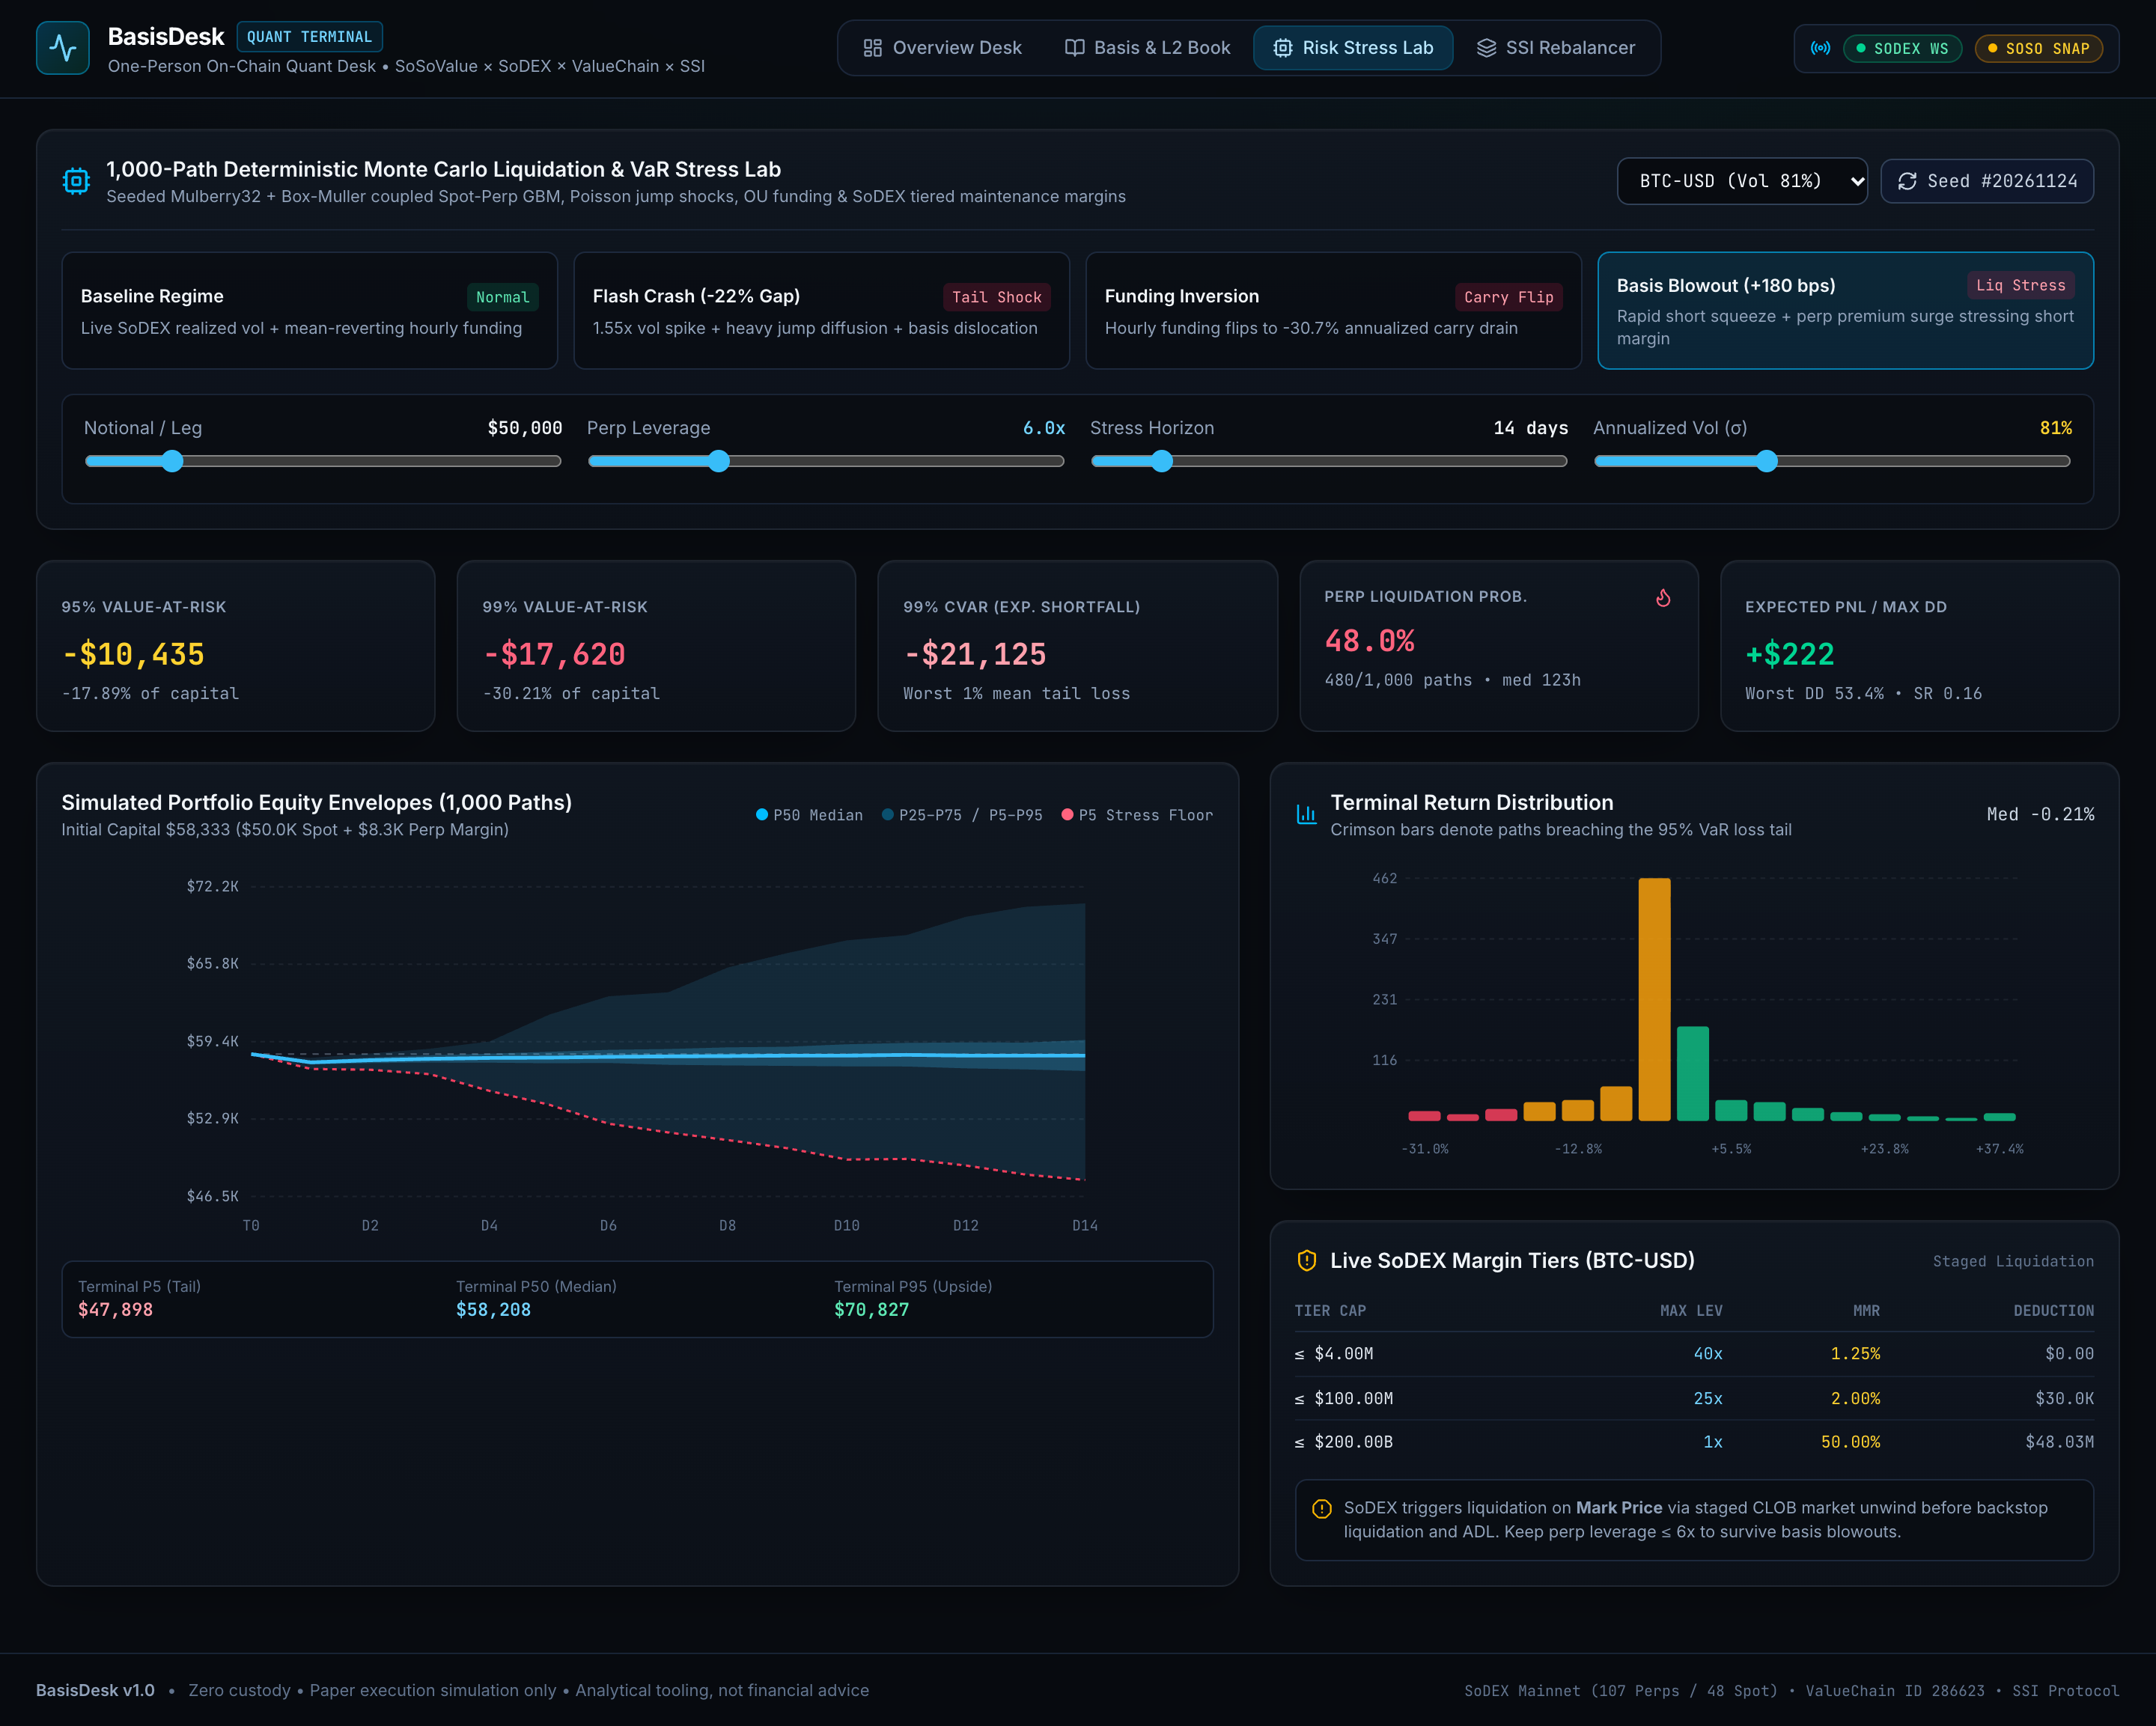 BasisDesk QUANT TERMINAL
One-Person On-Chain Quant Desk • SoSoValue × SoDEX × ValueChain × SSI
Overview Desk
Basis & L2 Book
Risk Stress Lab
SSI Rebalancer
SODEX WS
SOSO SNAP
1,000-Path Deterministic Monte Carlo Liquidation & VaR Stress Lab
Seeded Mulberry32 + Box-Muller coupled Spot-Perp GBM, Poisson jump shocks, OU funding & SoDEX tiered maintenance margins
BTC-USD (Vol 81%)
Seed #20261124
Baseline Regime
Normal
Live SoDEX realized vol + mean-reverting hourly funding
Flash Crash (-22% Gap)
Tail Shock
1.55x vol spike + heavy jump diffusion + basis dislocation
Funding Inversion
Carry Flip
Hourly funding flips to -30.7% annualized carry drain
Basis Blowout (+180 bps)
Liq Stress
Rapid short squeeze + perp premium surge stressing short
margin
Notional / Leg
$50,000
Perp Leverage
6.0x
Stress Horizon
14 days
Annualized Vol (σ)
81%
95% VALUE-AT-RISK
-$10,435
-17.89% of capital
99% VALUE-AT-RISK
-$17,620
-30.21% of capital
99% CVAR (EXP. SHORTFALL)
-$21,125
Worst 1% mean tail loss
PERP LIQUIDATION PROB.
48.0%
480/1,000 paths • med 123h
EXPECTED PNL / MAX DD
+$222
Worst DD 53.4% • SR 0.16
Simulated Portfolio Equity Envelopes (1,000 Paths)
Initial Capital $58,333 ($50.0K Spot + $8.3K Perp Margin)
P50 Median
P25-P75 / P5-P95
P5 Stress Floor
$72.2K
$65.8K
$59.4K
$52.9K
$46.5K
T0 D2 D4 D6 D8 D10 D12 D14
Terminal P5 (Tail)
$47,898
Terminal P50 (Median)
$58,208
Terminal P95 (Upside)
$70,827
Terminal Return Distribution
Crimson bars denote paths breaching the 95% VaR loss tail
Med -0.21%
462
347
231
116
-31.0% -12.8% +5.5% +23.8% +37.4%
Live SoDEX Margin Tiers (BTC-USD)
Staged Liquidation
TIER CAP MAX LEV MMR DEDUCTION
≤ $4.00M 40x 1.25% $0.00
≤ $100.00M 25x 2.00% $30.0K
≤ $200.00B 1x 50.00% $48.03M
SoDEX triggers liquidation on Mark Price via staged CLOB market unwind before backstop
liquidation and ADL. Keep perp leverage ≤ 6x to survive basis blowouts.
BasisDesk v1.0 • Zero custody • Paper execution simulation only • Analytical tooling, not financial advice
SoDEX Mainnet (107 Perps / 48 Spot) • ValueChain ID 286623 • SSI Protocol